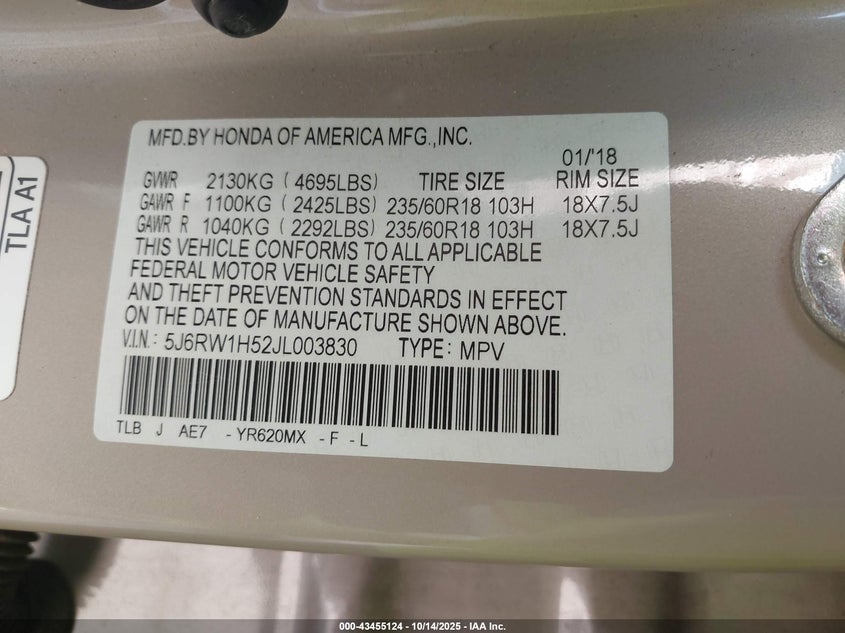 MFD.BY HONDA OF AMERICA MFG.,INC.
01/'18
GVWR 2130KG ( 4695LBS) TIRE SIZE RIM SIZE
GAWR F 1100KG ( 2425LBS) 235/60R18 103H 18X7.5J
GAWR R 1040KG ( 2292LBS) 235/60R18 103H 18X7.5J
THIS VEHICLE CONFORMS TO ALL APPLICABLE
FEDERAL MOTOR VEHICLE SAFETY
AND THEFT PREVENTION STANDARDS IN EFFECT
ON THE DATE OF MANUFACTURE SHOWN ABOVE.
V.I.N.: 5J6RW1H52JL003830 TYPE: MPV
TLB J AE7 - YR620MX - F - L
TLA A1
000-43455124 | 10/14/2025 | IAA Inc.